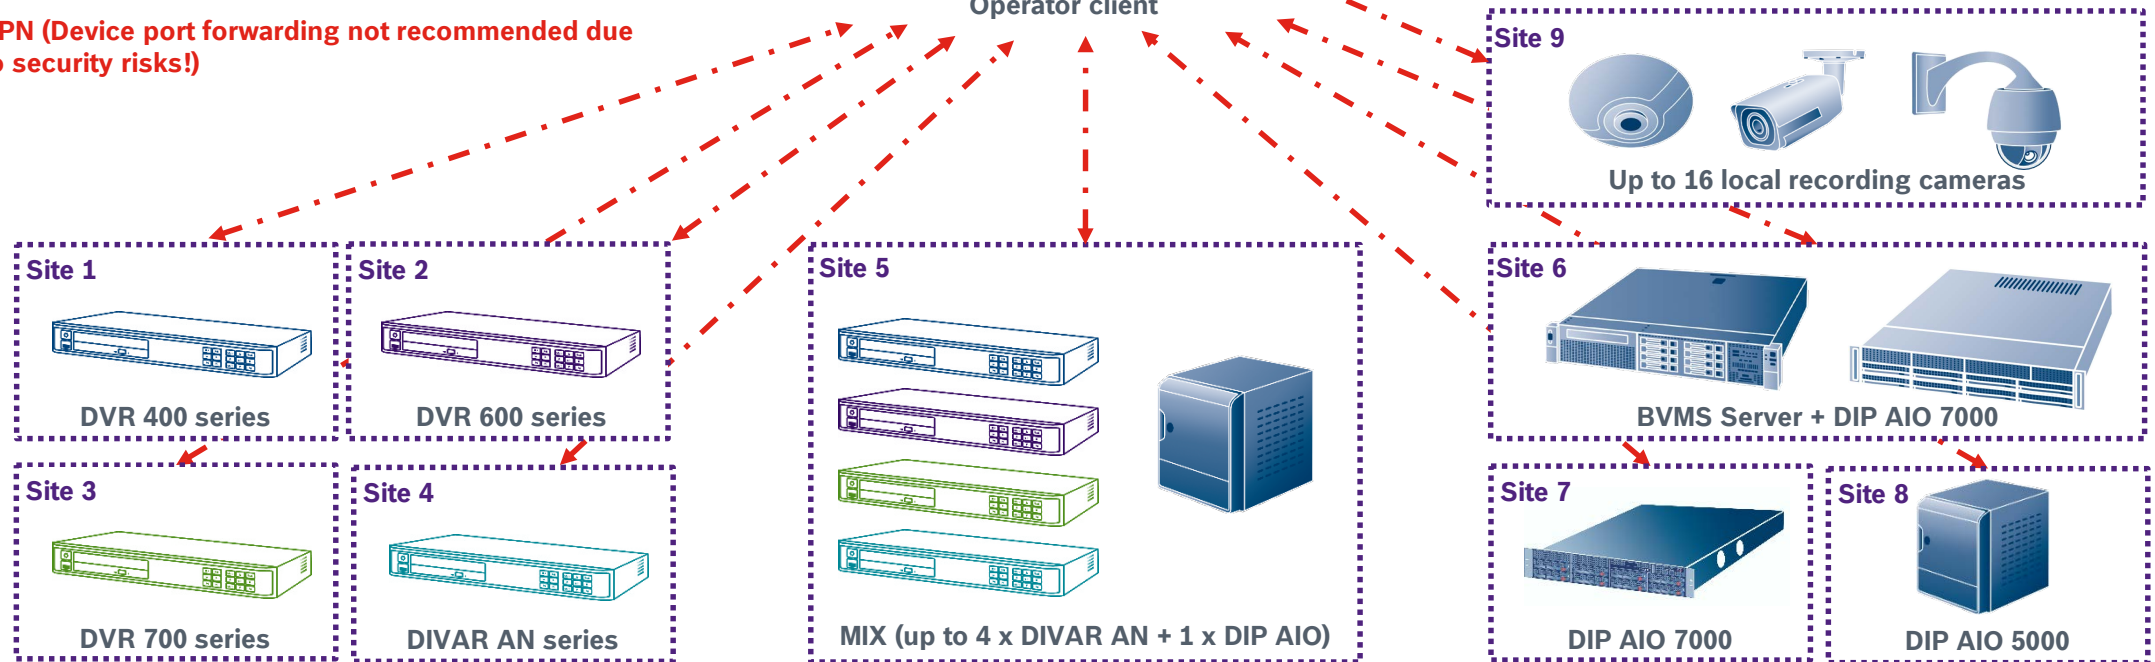 Operator client
PN (Device port forwarding not recommended due
o security risks!)
Site 9
Up to 16 local recording cameras
Site 1
DVR 400 series
Site 2
DVR 600 series
Site 5
MIX (up to 4 x DIVAR AN + 1 x DIP AIO)
Site 6
BVMS Server + DIP AIO 7000
Site 3
DVR 700 series
Site 4
DIVAR AN series
Site 7
DIP AIO 7000
Site 8
DIP AIO 5000